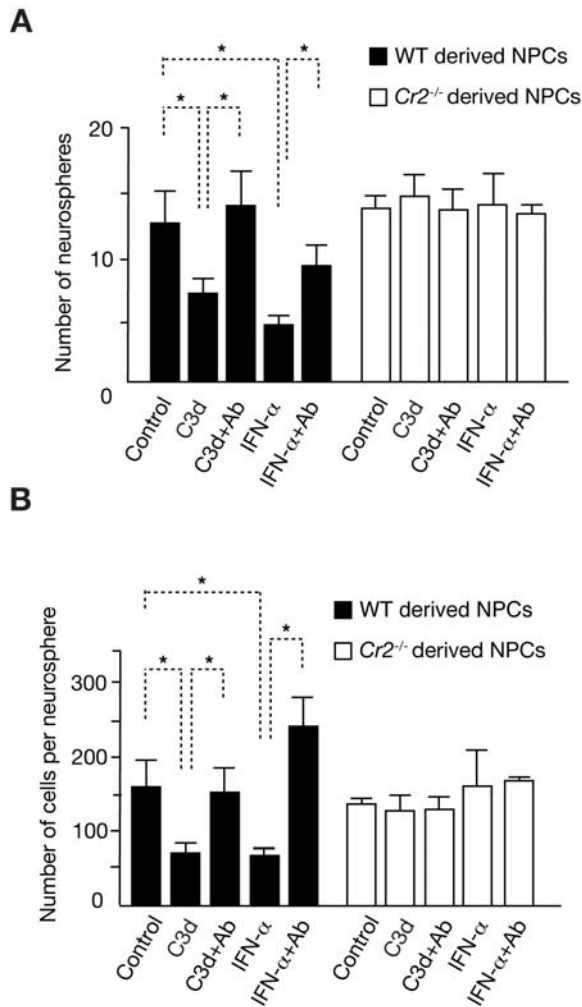 A
* *
WT derived NPCs
* *
Cr2-/- derived NPCs
20
10
0
Number of neurospheres
Control
C3d
C3d+Ab
IFN-α
IFN-α+Ab
Control
C3d
C3d+Ab
IFN-α
IFN-α+Ab
B
*
WT derived NPCs
* * *
Cr2-/- derived NPCs
300
200
100
0
Number of cells per neurosphere
Control
C3d
C3d+Ab
IFN-α
IFN-α+Ab
Control
C3d
C3d+Ab
IFN-α
IFN-α+Ab